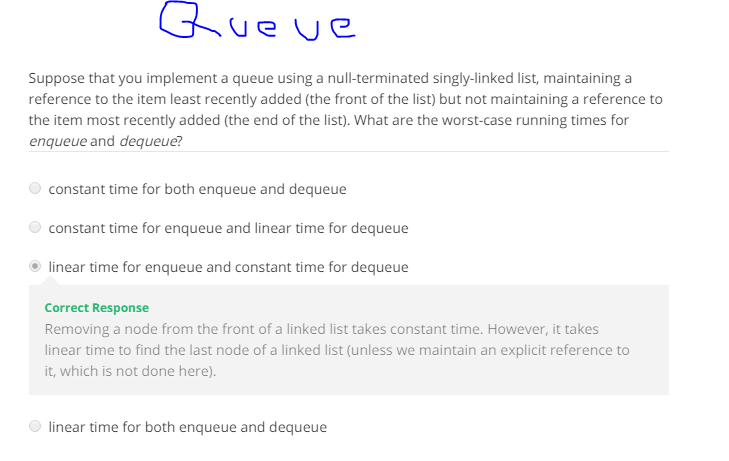 Queue
Suppose that you implement a queue using a null-terminated singly-linked list, maintaining a
reference to the item least recently added (the front of the list) but not maintaining a reference to
the item most recently added (the end of the list). What are the worst-case running times for
enqueue and dequeue?
constant time for both enqueue and dequeue
constant time for enqueue and linear time for dequeue
linear time for enqueue and constant time for dequeue
Correct Response
Removing a node from the front of a linked list takes constant time. However, it takes
linear time to find the last node of a linked list (unless we maintain an explicit reference to
it, which is not done here).
linear time for both enqueue and dequeue